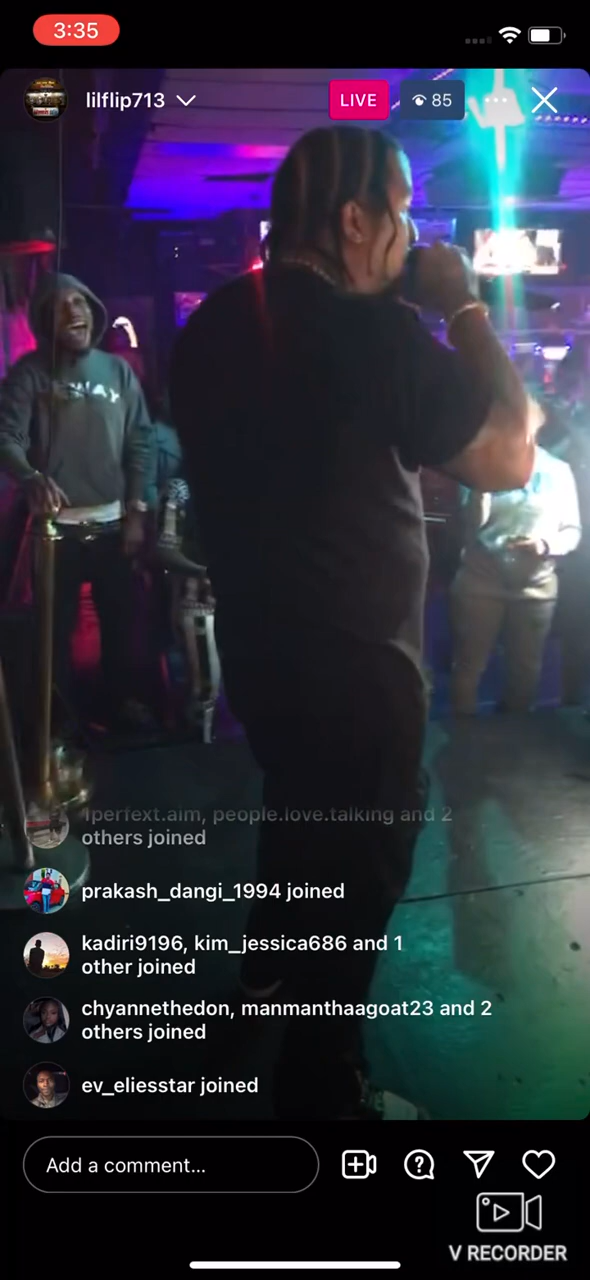 3:35
lilflip713
LIVE
85
WAY
1perfext.aim, people.love.talking and 2
others joined
prakash_dangi_1994 joined
kadiri9196, kim_jessica686 and 1
other joined
chyannethedon, manmanthaagoat23 and 2
others joined
ev_eliesstar joined
Add a comment...
V RECORDER